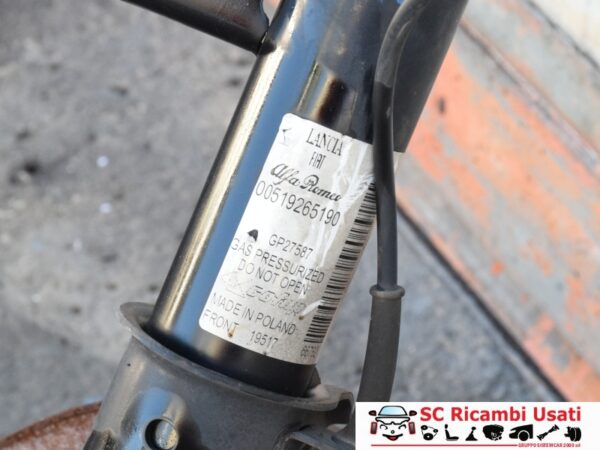 LANCIA
FIAT
Alfa Romeo
00519265190
GP27587
GAS PRESSURIZED
DO NOT OPEN
MADE IN POLAND
FRONT 19517
SC Ricambi Usati